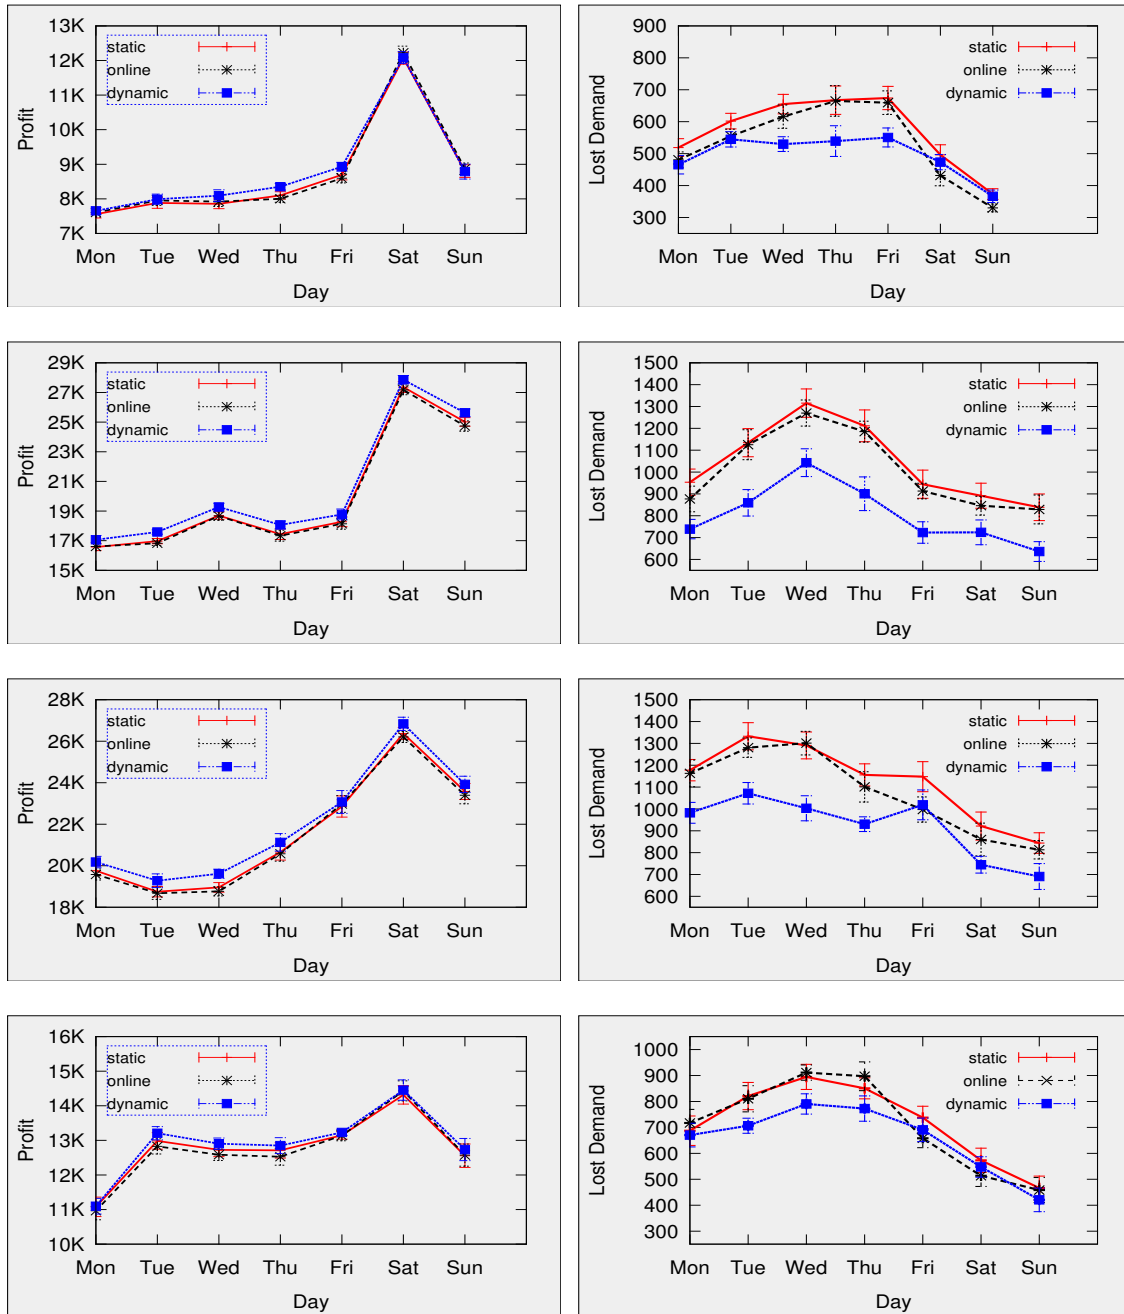 13K
12K
11K
9K
8K
7K
Profit
static
online
dynamic
Mon Tue Wed Thu Fri Sat Sun
Day
900
800
700
600
500
400
300
Lost Demand
static
online
dynamic
Mon Tue Wed Thu Fri Sat Sun
Day
29K
27K
25K
23K
21K
19K
17K
15K
Profit
static
online
dynamic
Mon Tue Wed Thu Fri Sat Sun
Day
1500
1400
1300
1200
1100
1000
900
800
700
600
Lost Demand
static
online
dynamic
Mon Tue Wed Thu Fri Sat Sun
Day
28K
26K
24K
22K
20K
18K
Profit
static
online
dynamic
Mon Tue Wed Thu Fri Sat Sun
Day
1500
1400
1300
1200
1100
1000
900
800
700
600
Lost Demand
static
online
dynamic
Mon Tue Wed Thu Fri Sat Sun
Day
16K
15K
14K
13K
12K
11K
10K
Profit
static
online
dynamic
Mon Tue Wed Thu Fri Sat Sun
Day
1000
900
800
700
600
500
400
300
Lost Demand
static
online
dynamic
Mon Tue Wed Thu Fri Sat Sun
Day